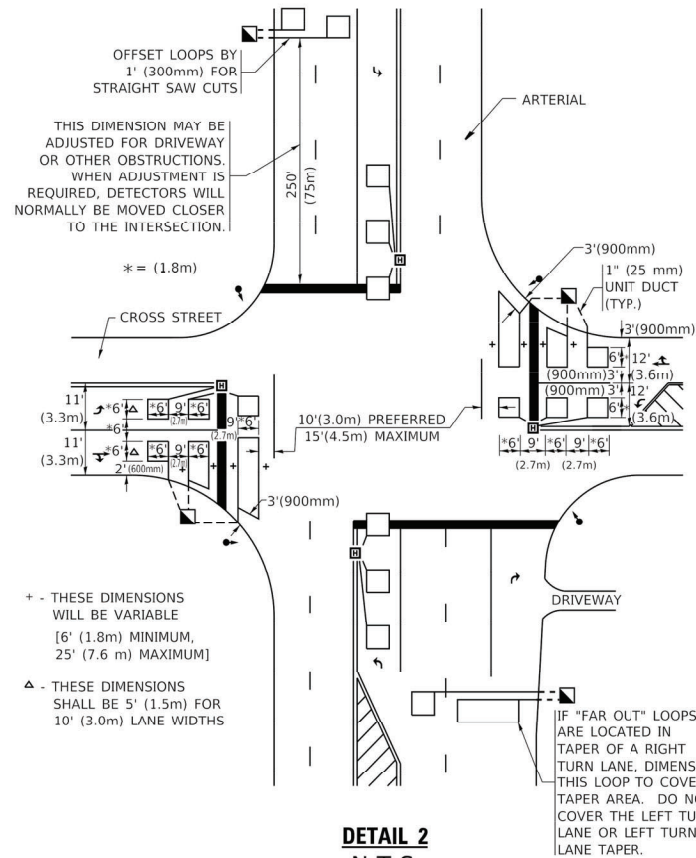 OFFSET LOOPS BY
1' (300mm) FOR
STRAIGHT SAW CUTS
THIS DIMENSION MAY BE
ADJUSTED FOR DRIVEWAY
OR OTHER OBSTRUCTIONS.
WHEN ADJUSTMENT IS
REQUIRED, DETECTORS WILL
NORMALLY BE MOVED CLOSER
TO THE INTERSECTION.
250'
(75m)
* = (1.8m)
ARTERIAL
H
3'(900mm)
1" (25 mm)
UNIT DUCT
(TYP.)
CROSS STREET
3'(900mm)
+ + +
6' *12'
(900mm)3' (3.6m)
(900mm)3' 12'
6' *
(3.6m)
H
*6' 9' *6' 9' *6'
(2.7m) (2.7m)
10'(3.0m) PREFERRED
15'(4.5m) MAXIMUM
H
11'
(3.3m)
*6' △ *6' 9' *6'
(2.7m)
9' *6'
(2.7m)
*6'
11'
(3.3m)
*6' △ *6' 9' *6'
(2.7m)
2' (600mm)
+ + +
3'(900mm)
H
DRIVEWAY
+ - THESE DIMENSIONS
WILL BE VARIABLE
[6' (1.8m) MINIMUM,
25' (7.6 m) MAXIMUM]
△ - THESE DIMENSIONS
SHALL BE 5' (1.5m) FOR
10' (3.0m) LANE WIDTHS
IF "FAR OUT" LOOPS
ARE LOCATED IN
TAPER OF A RIGHT
TURN LANE, DIMENS
THIS LOOP TO COVE
TAPER AREA. DO N
COVER THE LEFT TU
LANE OR LEFT TURN
LANE TAPER.
DETAIL 2
N.T.S.